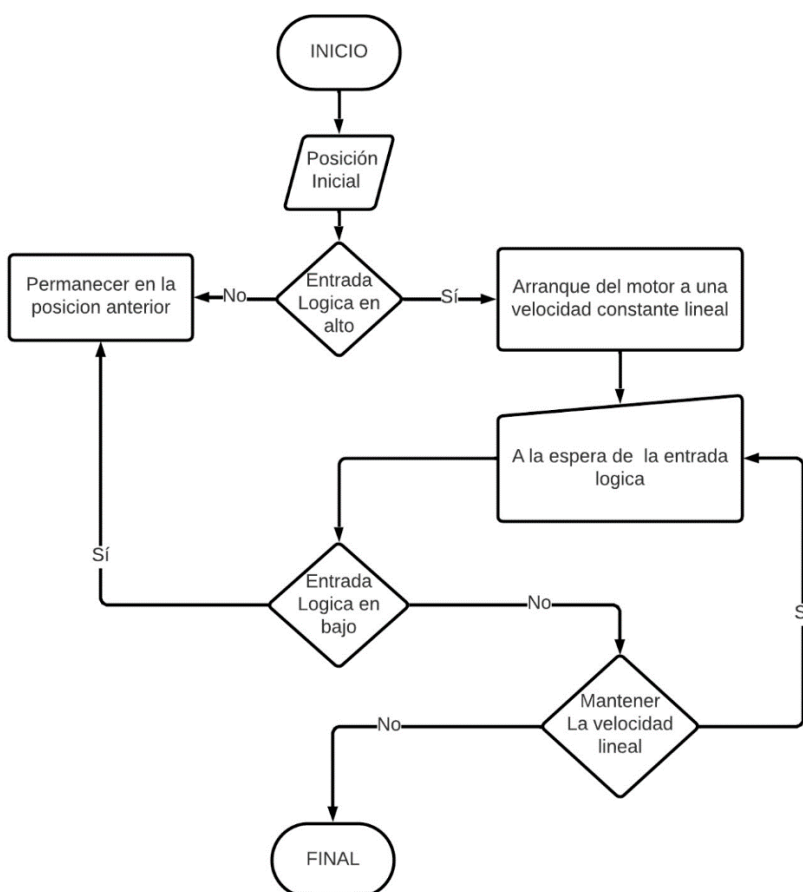 INICIO
Posición
Inicial
Entrada
Logica en
alto
No
Sí
Permanecer en la
posicion anterior
Arranque del motor a una
velocidad constante lineal
A la espera de la entrada
logica
Entrada
Logica en
bajo
Sí
No
Mantener
La velocidad
lineal
No
FINAL